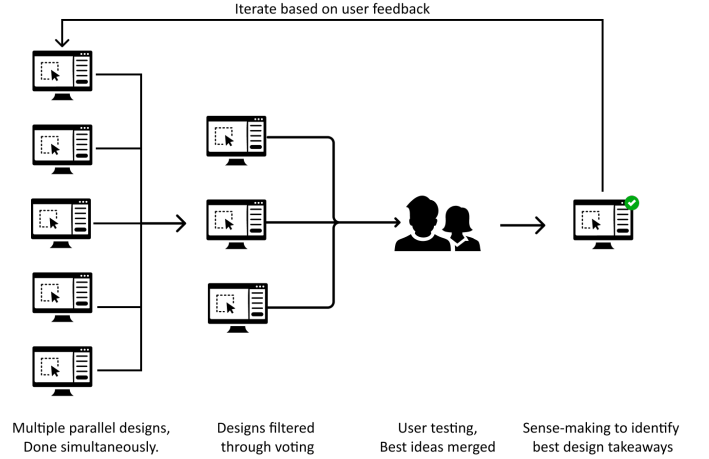 Iterate based on user feedback
Multiple parallel designs,
Done simultaneously.
Designs filtered
through voting
User testing,
Best ideas merged
Sense-making to identify
best design takeaways